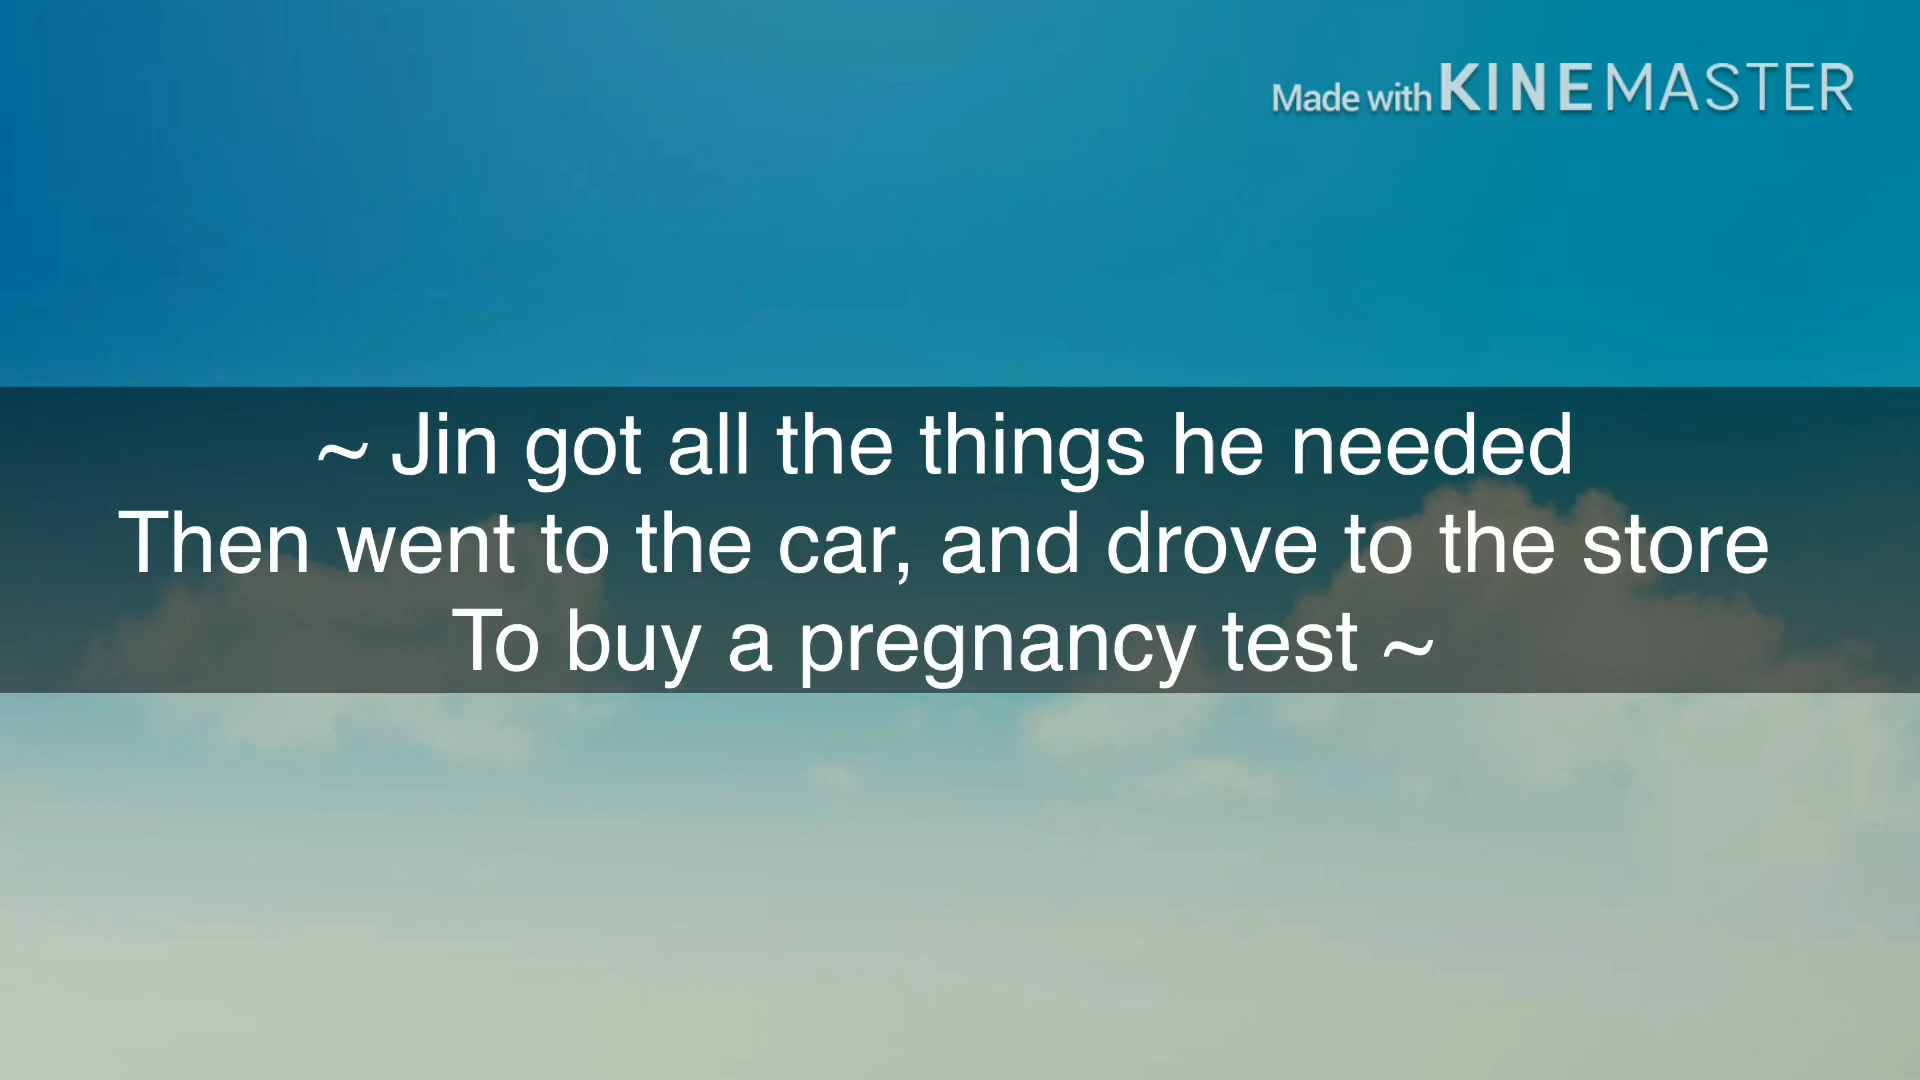 Made with KINEMASTER
~ Jin got all the things he needed
Then went to the car, and drove to the store
To buy a pregnancy test ~